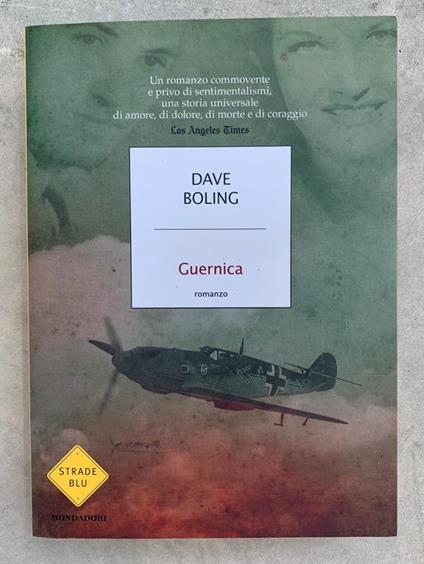 Un romanzo commovente
e privo di sentimentalismi,
una storia universale
di amore, di dolore, di morte e di coraggio
Los Angeles Times
DAVE
BOLING
Guernica
romanzo
S
STRADE
BLU
MONDADORI